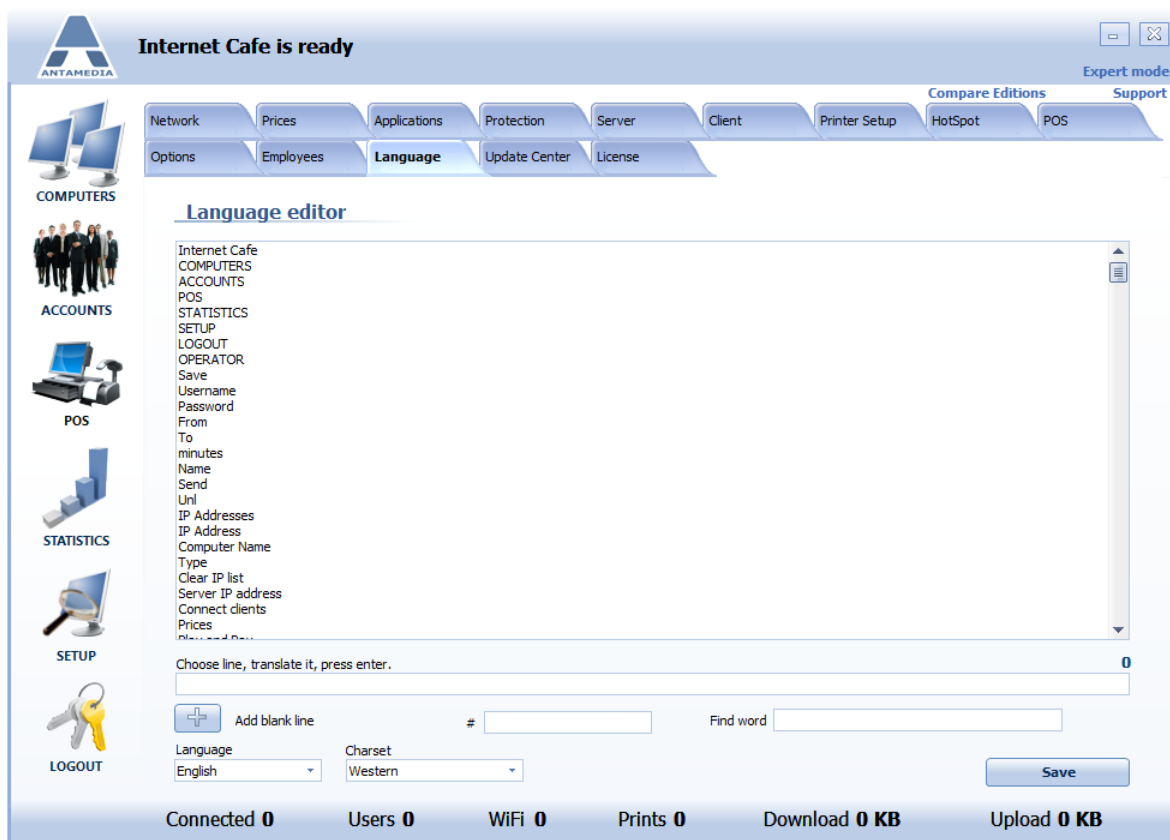 ANTAMEDIA
Internet Cafe is ready
Expert mode
Compare Editions Support
Network Prices Applications Protection Server Client Printer Setup HotSpot POS
Options Employees Language Update Center License
COMPUTERS
ACCOUNTS
POS
STATISTICS
SETUP
LOGOUT
Language editor
Internet Cafe
COMPUTERS
ACCOUNTS
POS
STATISTICS
SETUP
LOGOUT
OPERATOR
Save
Username
Password
From
To
minutes
Name
Send
Unl
IP Addresses
IP Address
Computer Name
Type
Clear IP list
Server IP address
Connect clients
Prices
Choose line, translate it, press enter. 0
Add blank line # Find word
Language Charset
English Western
Save
Connected 0 Users 0 WiFi 0 Prints 0 Download 0 KB Upload 0 KB